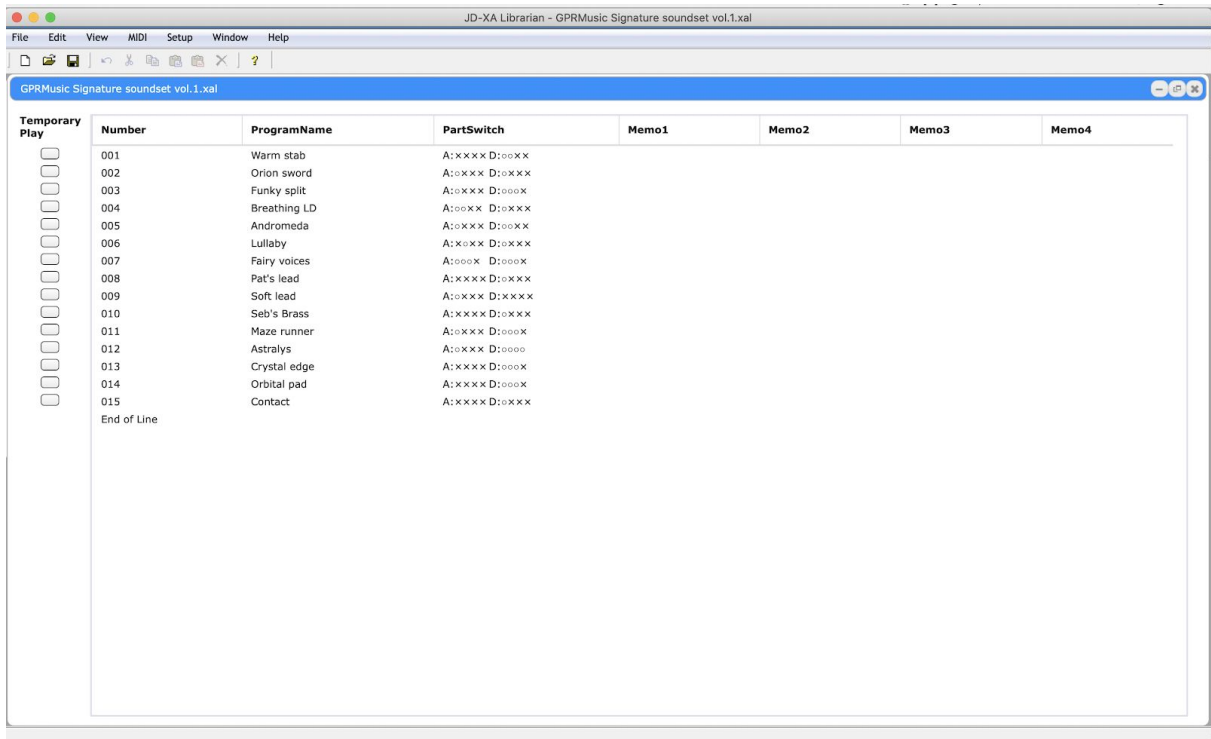 JD-XA Librarian - GPRMusic Signature soundset vol.1.xal
File Edit View MIDI Setup Window Help
GPRMusic Signature soundset vol.1.xal
Temporary Play Number ProgramName PartSwitch Memo1 Memo2 Memo3 Memo4
001 Warm stab A:×××× D:○○××
002 Orion sword A:○××× D:○×××
003 Funky split A:○××× D:○○○×
004 Breathing LD A:○○×× D:○×××
005 Andromeda A:○××× D:○○××
006 Lullaby A:×○×× D:○×××
007 Fairy voices A:○○○× D:○○○×
008 Pat's lead A:×××× D:○×××
009 Soft lead A:○××× D:××××
010 Seb's Brass A:×××× D:○×××
011 Maze runner A:○××× D:○○○×
012 Astralys A:○××× D:○○○○
013 Crystal edge A:×××× D:○○○×
014 Orbital pad A:×××× D:○○○×
015 Contact A:×××× D:○×××
End of Line